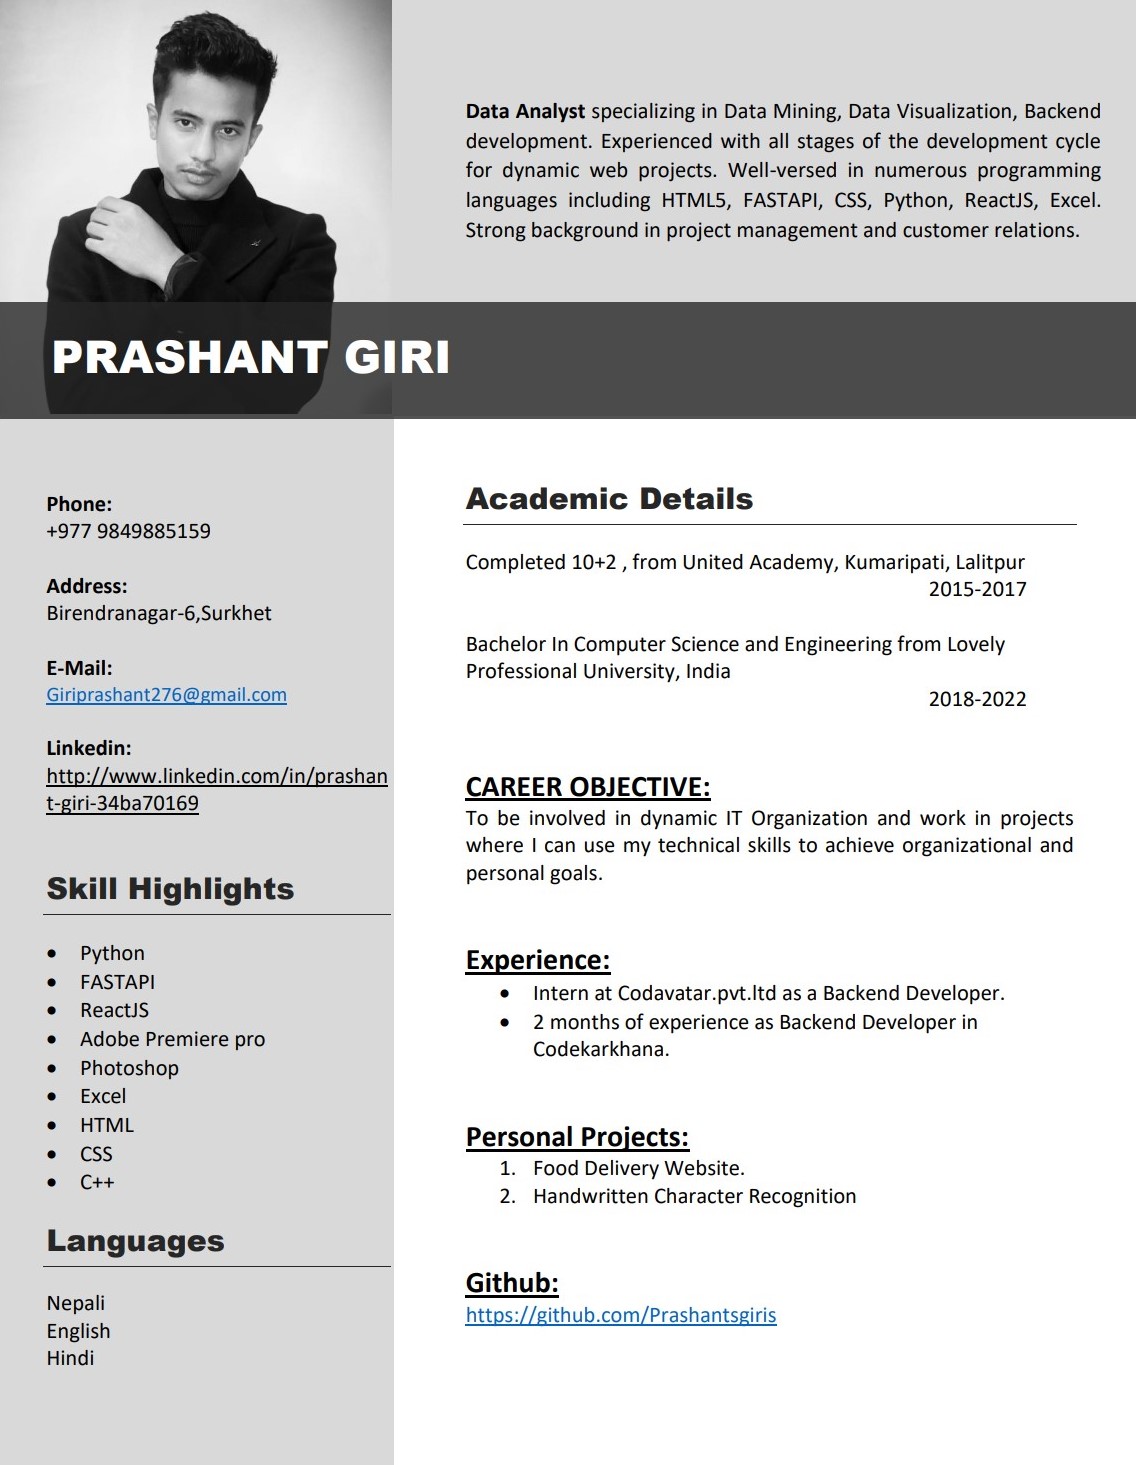 Data Analyst specializing in Data Mining, Data Visualization, Backend
development. Experienced with all stages of the development cycle
for dynamic web projects. Well-versed in numerous programming
languages including HTML5, FASTAPI, CSS, Python, ReactJS, Excel.
Strong background in project management and customer relations.
PRASHANT GIRI
Phone:
+977 9849885159
Address:
Birendranagar-6,Surkhet
E-Mail:
Giriprashant276@gmail.com
Linkedin:
http://www.linkedin.com/in/prashan
t-giri-34ba70169
Skill Highlights
• Python
• FASTAPI
• ReactJS
• Adobe Premiere pro
• Photoshop
• Excel
• HTML
• CSS
• C++
Languages
Nepali
English
Hindi
Academic Details
Completed 10+2 , from United Academy, Kumaripati, Lalitpur
2015-2017
Bachelor In Computer Science and Engineering from Lovely
Professional University, India
2018-2022
CAREER OBJECTIVE:
To be involved in dynamic IT Organization and work in projects
where I can use my technical skills to achieve organizational and
personal goals.
Experience:
• Intern at Codavatar.pvt.ltd as a Backend Developer.
• 2 months of experience as Backend Developer in
Codekarkhana.
Personal Projects:
1. Food Delivery Website.
2. Handwritten Character Recognition
Github:
https://github.com/Prashantsgiris